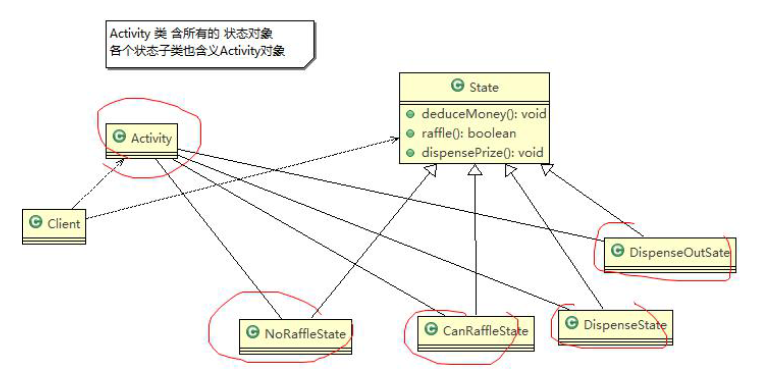 Activity 类 含所有的 状态对象
各个状态子类也含义Activity对象
State
deduceMoney(): void
raffle(): boolean
dispensePrize(): void
Activity
Client
DispenseOutSate
NoRaffleState
CanRaffleState
DispenseState